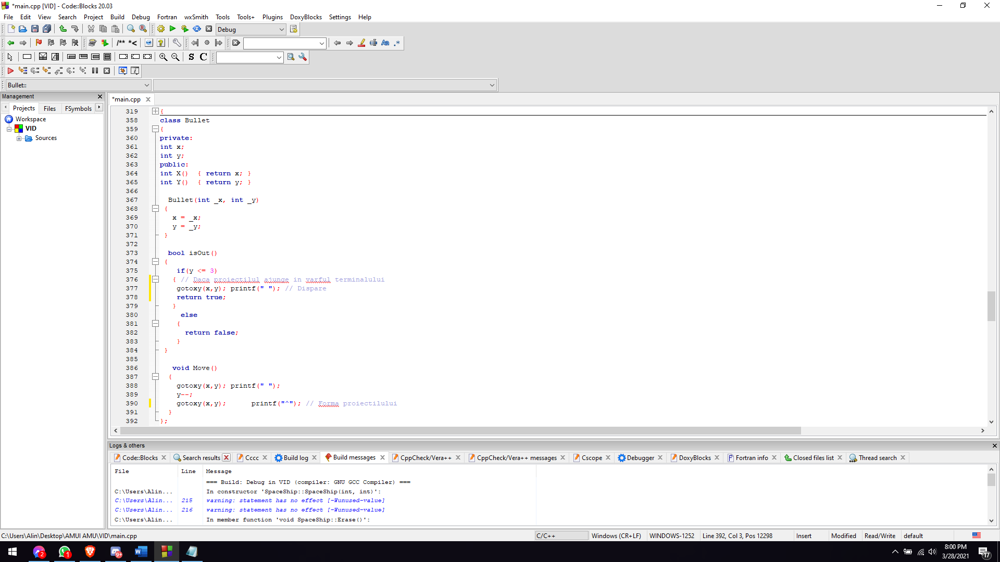 *main.cpp [VID] - Code::Blocks 20.03
File Edit View Search Project Build Debug Fortran wxSmith Tools Tools+ Plugins DoxyBlocks Settings Help
Debug
/** *<
S C
Bullet::
Management
*main.cpp
Projects Files FSymbols
Workspace
VID
Sources
319 {
358 class Bullet
359 {
360 private:
361 int x;
362 int y;
363 public:
364 int X() { return x; }
365 int Y() { return y; }
366
367 Bullet(int _x, int _y)
368 {
369 x = _x;
370 y = _y;
371 }
372
373 bool isOut()
374 {
375 if(y <= 3)
376 { // Daca proiectilul ajunge in varful terminalului
377 gotoxy(x,y); printf(" "); // Dispare
378 return true;
379 }
380 else
381 {
382 return false;
383 }
384 }
385
386 void Move()
387 {
388 gotoxy(x,y); printf(" ");
389 y--;
390 gotoxy(x,y); printf("^"); // Forma proiectilului
391 }
392 };
Logs & others
Code::Blocks Search results Cccc Build log Build messages CppCheck/Vera++ CppCheck/Vera++ messages Cscope Debugger DoxyBlocks Fortran info Closed files list Thread search
File Line Message
=== Build: Debug in VID (compiler: GNU GCC Compiler) ===
C:\Users\Alin... In constructor 'SpaceShip::SpaceShip(int, int)':
C:\Users\Alin... 215 warning: statement has no effect [-Wunused-value]
C:\Users\Alin... 216 warning: statement has no effect [-Wunused-value]
C:\Users\Alin... In member function 'void SpaceShip::Erase()':
C:\Users\Alin\Desktop\AMUI AMU\VID\main.cpp C/C++ Windows (CR+LF) WINDOWS-1252 Line 392, Col 3, Pos 12298 Insert Modified Read/Write default
2 1 9+ W
8:00 PM
3/28/2021
17